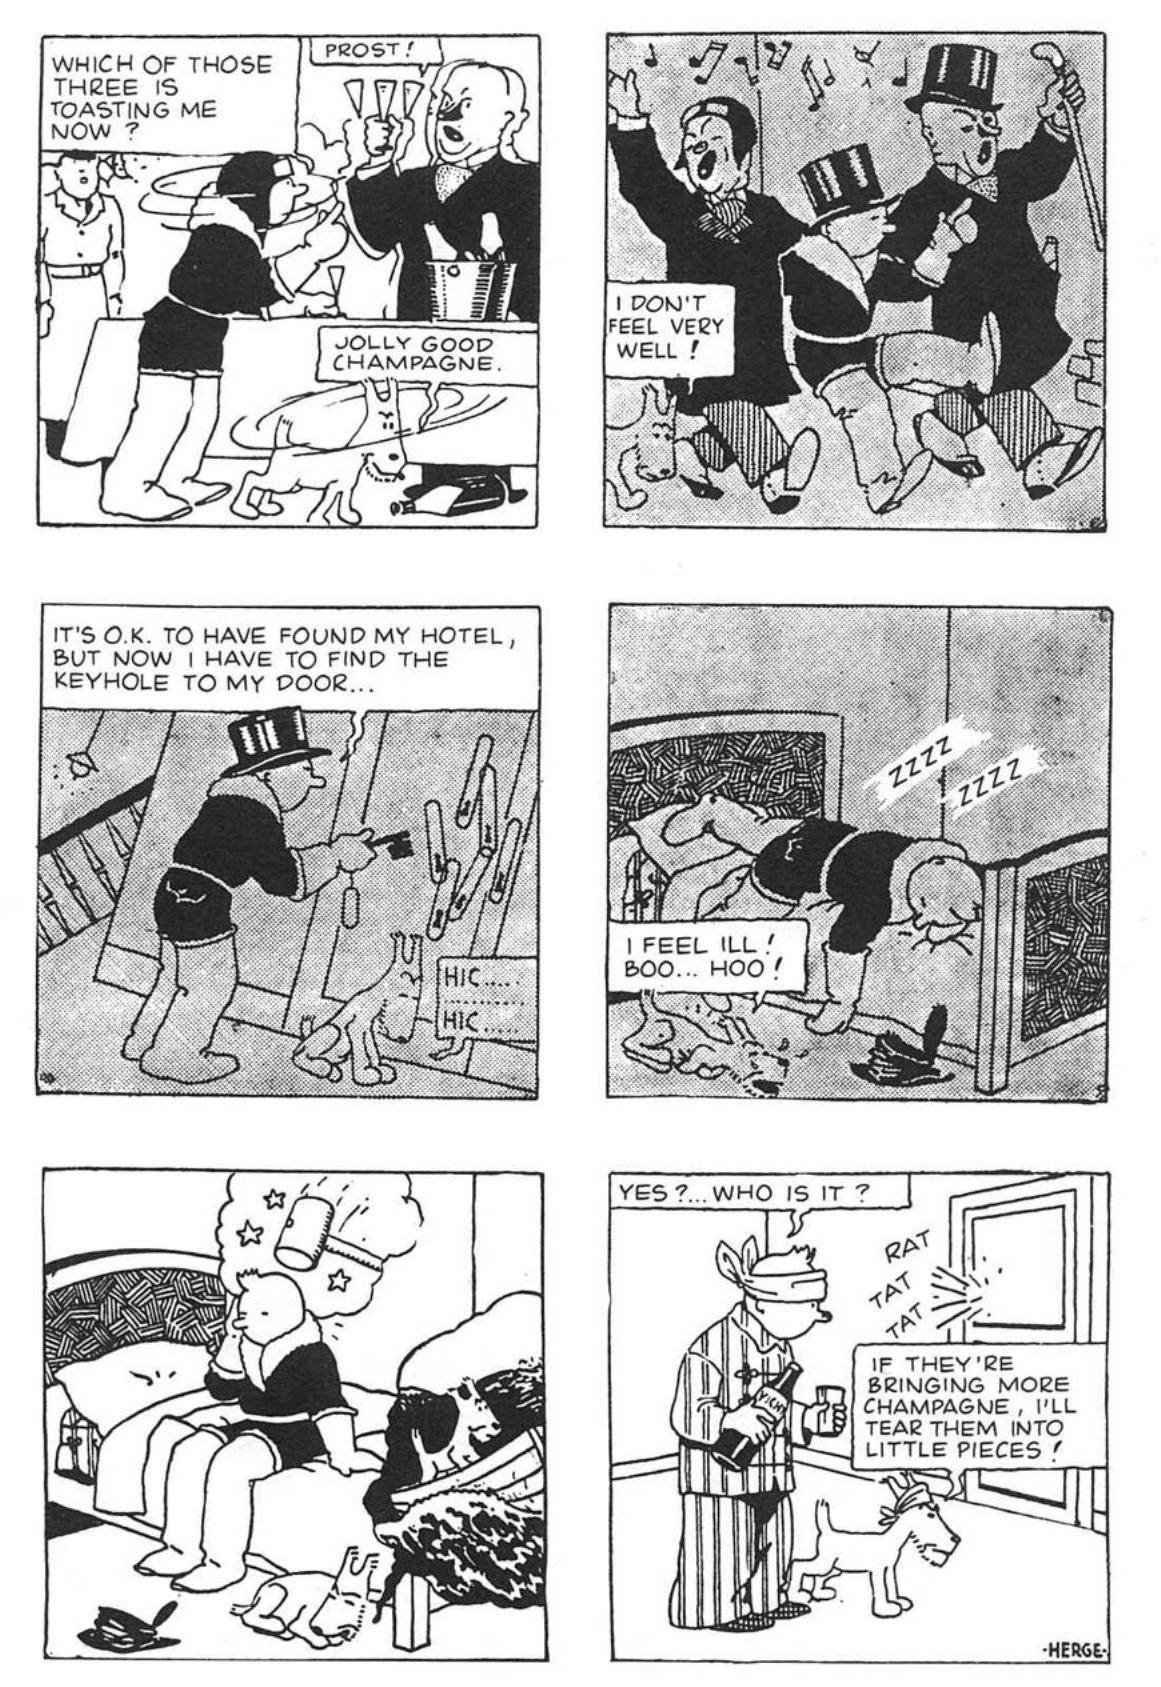 WHICH OF THOSE
THREE IS
TOASTING ME
NOW ?
PROST!
JOLLY GOOD
CHAMPAGNE.
I DON'T
FEEL VERY
WELL !
IT'S O.K. TO HAVE FOUND MY HOTEL,
BUT NOW I HAVE TO FIND THE
KEYHOLE TO MY DOOR...
HIC....
........
HIC.....
ZZZZ
ZZZZ
I FEEL ILL!
BOO... HOO!
YES ?... WHO IS IT ?
RAT
TAT
TAT
VICHY
IF THEY'RE
BRINGING MORE
CHAMPAGNE, I'LL
TEAR THEM INTO
LITTLE PIECES!
-HERGE-